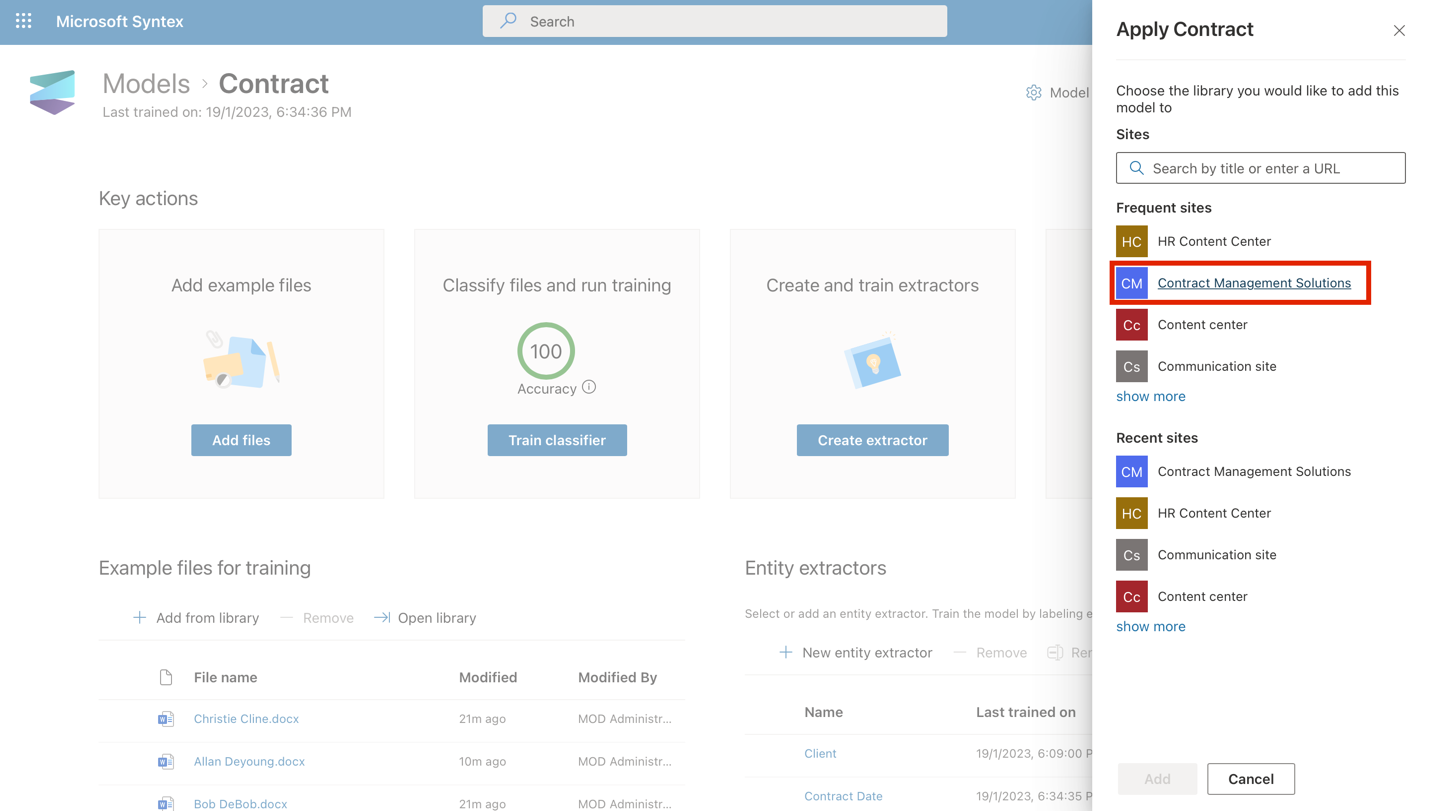 Microsoft Syntex
Search
Models > Contract
Last trained on: 19/1/2023, 6:34:36 PM
Model
Key actions
Add example files
Add files
Classify files and run training
100
Accuracy
Train classifier
Create and train extractors
Create extractor
Example files for training
Add from library Remove Open library
File name Modified Modified By
Christie Cline.docx 21m ago MOD Administr...
Allan Deyoung.docx 10m ago MOD Administr...
Bob DeBob.docx 21m ago MOD Administr...
Entity extractors
Select or add an entity extractor. Train the model by labeling e
New entity extractor Remove Rer
Name Last trained on
Client 19/1/2023, 6:09:00 P
Contract Date 19/1/2023, 6:34:35 P
Apply Contract
Choose the library you would like to add this
model to
Sites
Search by title or enter a URL
Frequent sites
HC HR Content Center
CM Contract Management Solutions
Cc Content center
Cs Communication site
show more
Recent sites
CM Contract Management Solutions
HC HR Content Center
Cs Communication site
Cc Content center
show more
Add Cancel